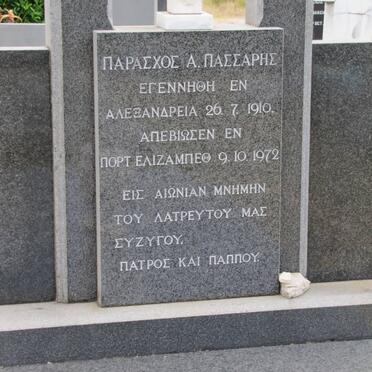 ΠΑΡΑΣΧΟΣ Α. ΠΑΣΣΑΡΗΣ
ΕΓΕΝΝΗΘΗ ΕΝ
ΑΛΕΞΑΝΔΡΕΙΑ 26. 7. 1910.
ΑΠΕΒΙΩΣΕΝ ΕΝ
ΠΟΡΤ ΕΛΙΖΑΜΠΕΘ 9. 10. 1972
ΕΙΣ ΑΙΩΝΙΑΝ ΜΝΗΜΗΝ
ΤΟΥ ΛΑΤΡΕΥΤΟΥ ΜΑΣ
ΣΥΖΥΓΟΥ.
ΠΑΤΡΟΣ ΚΑΙ ΠΑΠΠΟΥ.